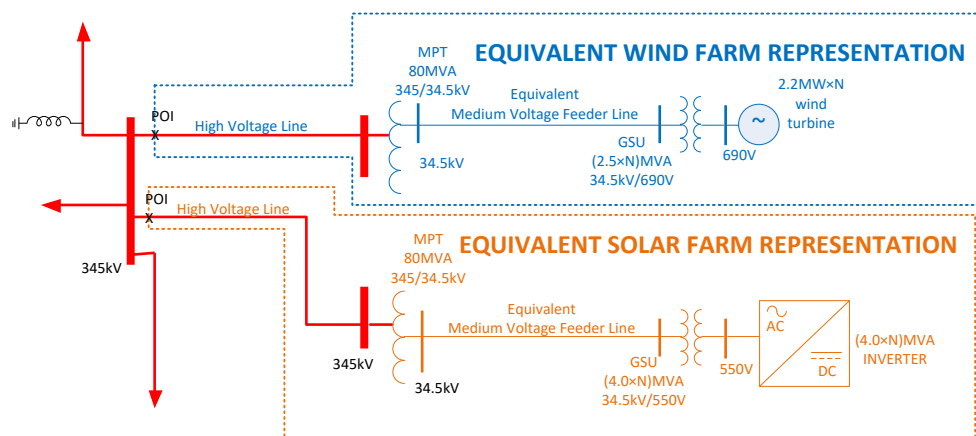 EQUIVALENT WIND FARM REPRESENTATION
MPT
80MVA
345/34.5kV
2.2MW×N
wind
turbine
Equivalent
Medium Voltage Feeder Line
POI
High Voltage Line
~
34.5kV
GSU
(2.5×N)MVA
34.5kV/690V
690V
POI
High Voltage Line
345kV
EQUIVALENT SOLAR FARM REPRESENTATION
MPT
80MVA
345/34.5kV
Equivalent
Medium Voltage Feeder Line
AC
DC
(4.0×N)MVA
INVERTER
345kV
34.5kV
GSU
(4.0×N)MVA
34.5kV/550V
550V